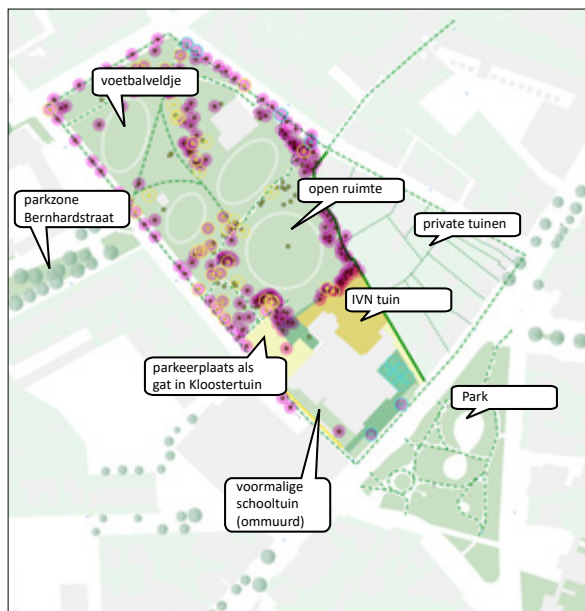 voetbalveldje
open ruimte
parkzone
Bernhardstraat
private tuinen
IVN tuin
parkeerplaats als
gat in Kloostertuin
Park
voormalige
schooltuin
(ommuurd)